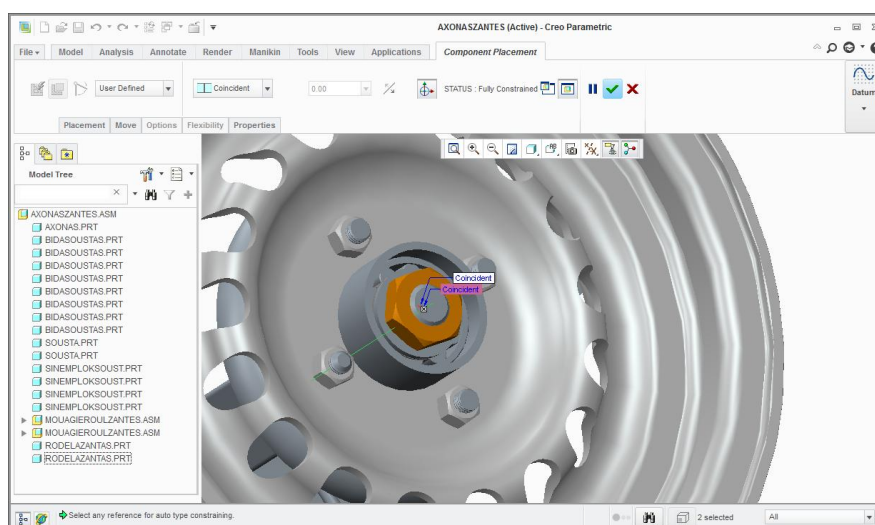 AXONASZANTES (Active) - Creo Parametric
File Model Analysis Annotate Render Manikin Tools View Applications Component Placement
User Defined Coincident 0.00 STATUS : Fully Constrained
Datum
Placement Move Options Flexibility Properties
Model Tree
AXONASZANTES.ASM
AXONAS.PRT
BIDASOUSTAS.PRT
BIDASOUSTAS.PRT
BIDASOUSTAS.PRT
BIDASOUSTAS.PRT
BIDASOUSTAS.PRT
BIDASOUSTAS.PRT
BIDASOUSTAS.PRT
BIDASOUSTAS.PRT
SOUSTA.PRT
SOUSTA.PRT
SINEMPLOKSOUST.PRT
SINEMPLOKSOUST.PRT
SINEMPLOKSOUST.PRT
SINEMPLOKSOUST.PRT
MOUAGIEROULZANTES.ASM
MOUAGIEROULZANTES.ASM
RODELAZANTAS.PRT
RODELAZANTAS.PRT
Coincident
Coincident
Select any reference for auto type constraining.
2 selected
All